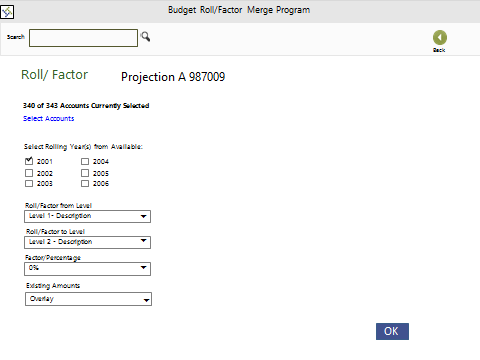 Budget Roll/Factor Merge Program
Search
Back
Roll/ Factor Projection A 987009
340 of 343 Accounts Currently Selected
Select Accounts
Select Rolling Year(s) from Available:
2001 2004
2002 2005
2003 2006
Roll/Factor from Level
Level 1- Description
Roll/Factor to Level
Level 2 - Description
Factor/Percentage
0%
Existing Amounts
Overlay
OK